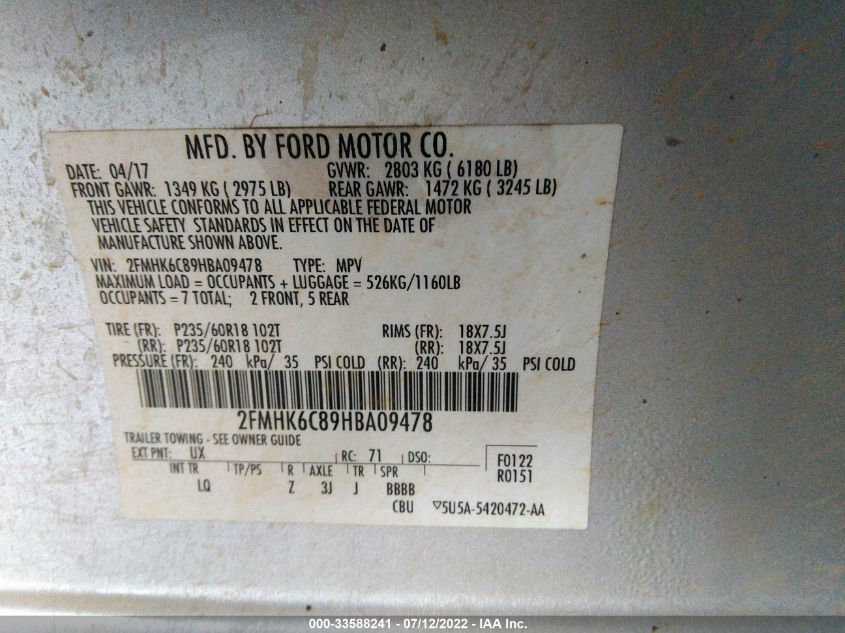 MFD. BY FORD MOTOR CO.
DATE: 04/17 GVWR: 2803 KG ( 6180 LB)
FRONT GAWR: 1349 KG ( 2975 LB) REAR GAWR: 1472 KG ( 3245 LB)
THIS VEHICLE CONFORMS TO ALL APPLICABLE FEDERAL MOTOR
VEHICLE SAFETY STANDARDS IN EFFECT ON THE DATE OF
MANUFACTURE SHOWN ABOVE.
VIN: 2FMHK6C89HBA09478 TYPE: MPV
MAXIMUM LOAD = OCCUPANTS + LUGGAGE = 526KG/1160LB
OCCUPANTS = 7 TOTAL; 2 FRONT, 5 REAR
TIRE (FR): P235/60R18 102T RIMS (FR): 18X7.5J
(RR): P235/60R18 102T (RR): 18X7.5J
PRESSURE (FR): 240 kPa/ 35 PSI COLD (RR): 240 kPa/ 35 PSI COLD
2FMHK6C89HBA09478
TRAILER TOWING - SEE OWNER GUIDE
EXT PNT: UX RC: 71 DSO: F0122
INT TR TP/PS R AXLE TR SPR R0151
LQ Z 3J J BBBB
CBU ▽5U5A-5420472-AA
000-33588241 - 07/12/2022 - IAA Inc.